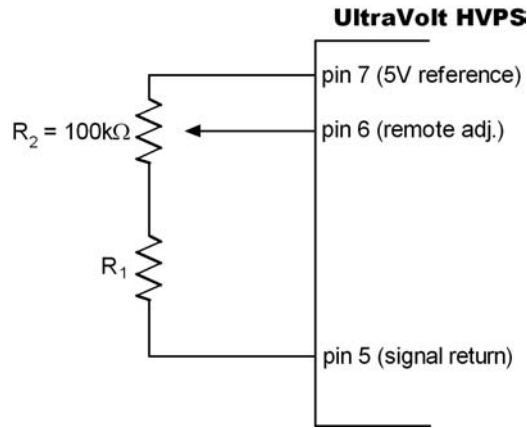 UltraVolt HVPS
pin 7 (5V reference)
R2 = 100kΩ
pin 6 (remote adj.)
R1
pin 5 (signal return)